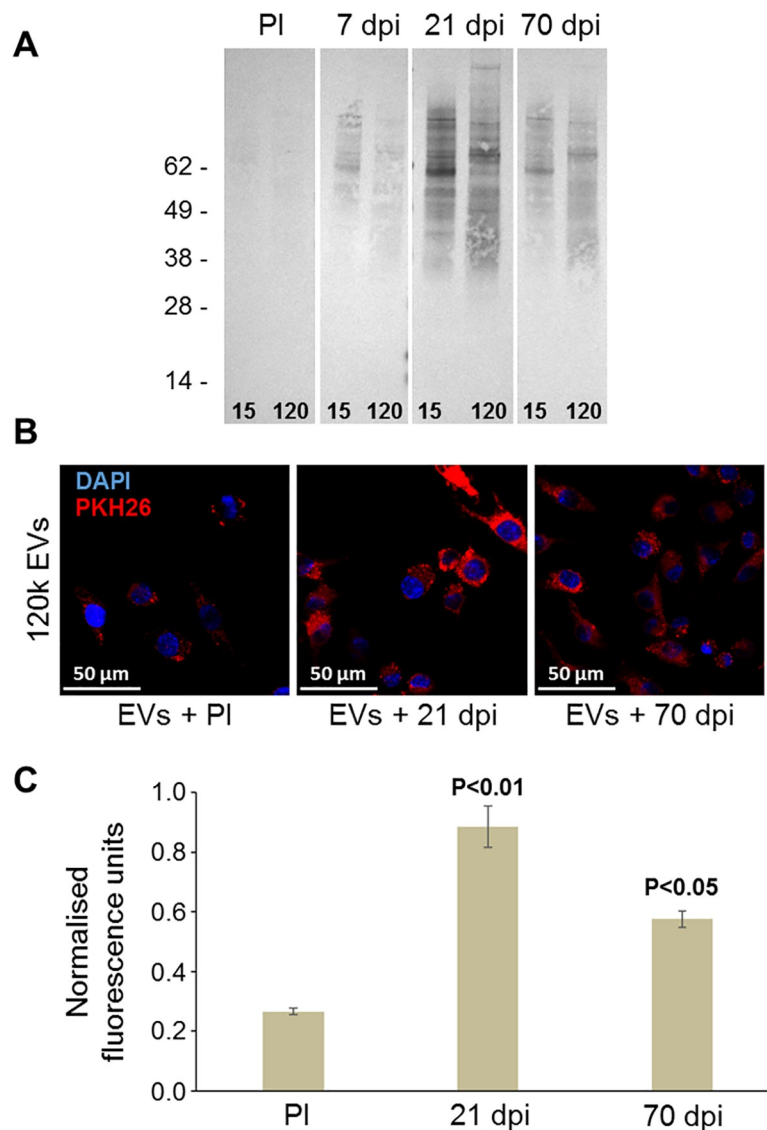 A
PI 7 dpi 21 dpi 70 dpi
62 -
49 -
38 -
28 -
14 -
15 120 15 120 15 120 15 120
B
120k EVs
DAPI
PKH26
50 µm 50 µm 50 µm
EVs + PI EVs + 21 dpi EVs + 70 dpi
C
Normalised
fluorescence units
1.0
0.8
0.6
0.4
0.2
0.0
P<0.01
P<0.05
PI 21 dpi 70 dpi